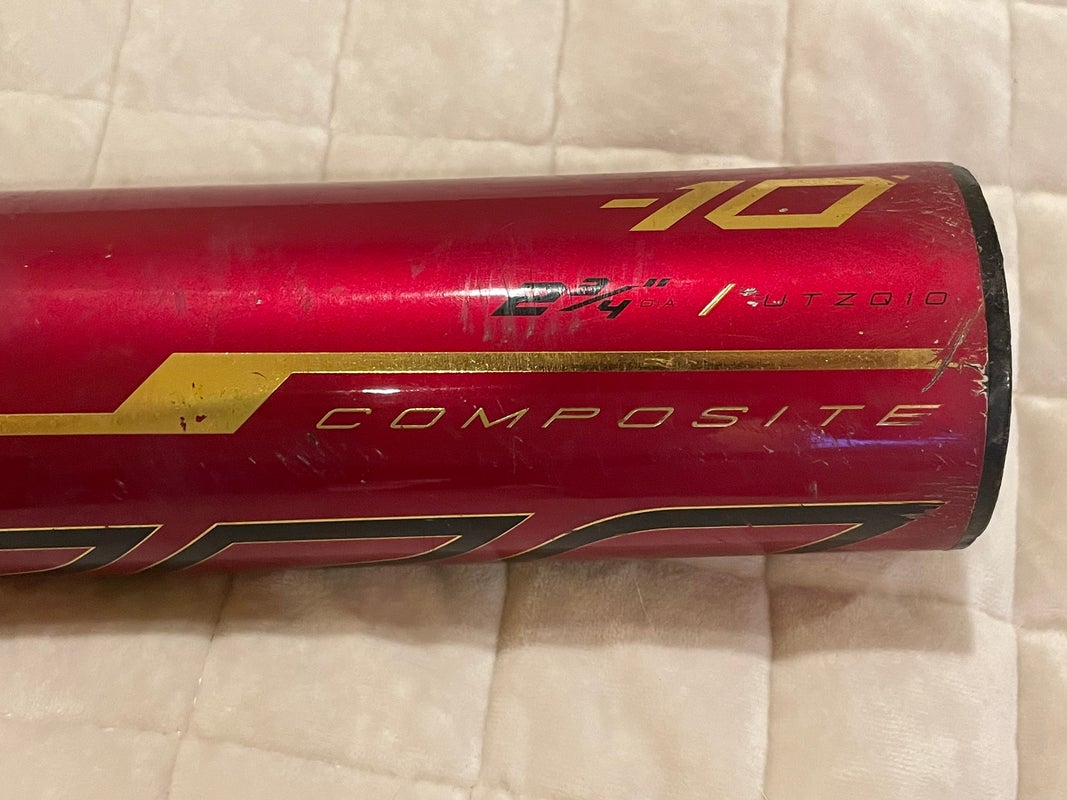 -10
2 3/4" DIA / UTZQ10
COMPOSITE